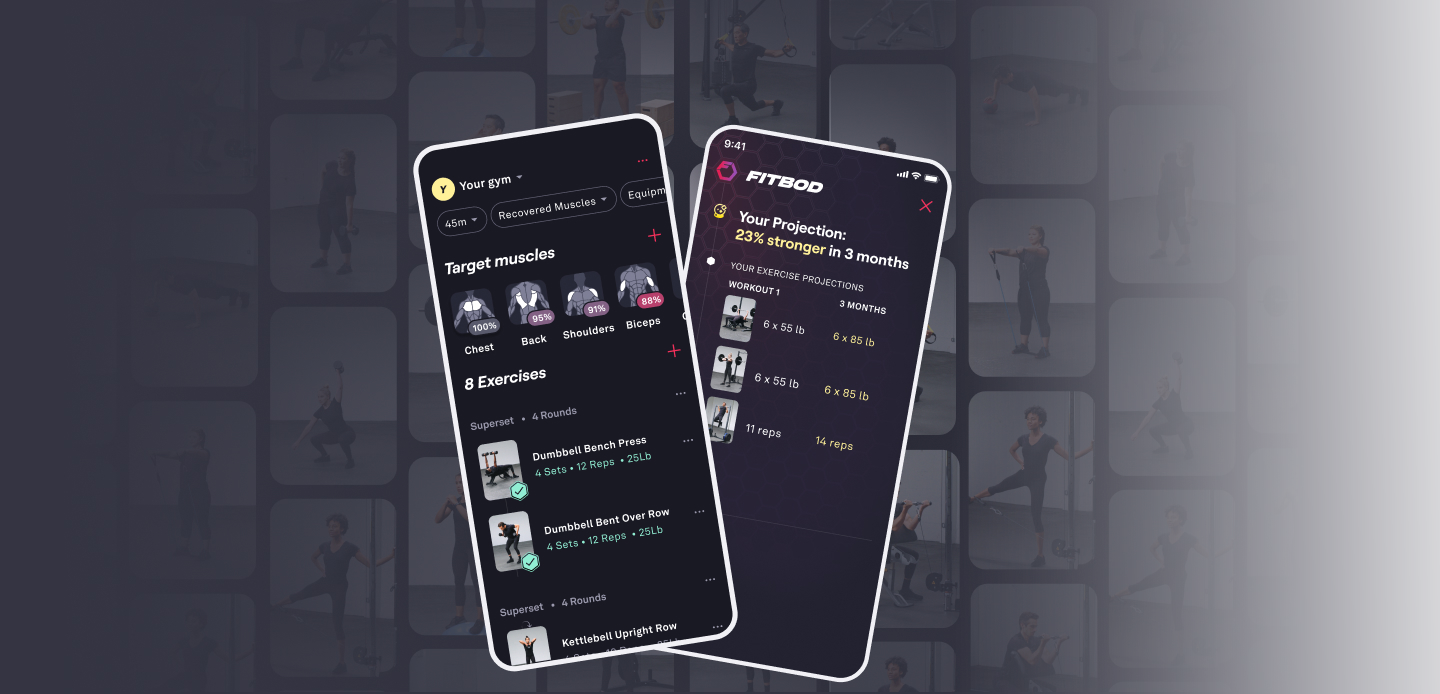 Y Your gym
45m
Recovered Muscles
Equipm
Target muscles
100%
95%
91%
88%
Chest
Back
Shoulders
Biceps
8 Exercises
Superset • 4 Rounds
Dumbbell Bench Press
4 Sets • 12 Reps • 25Lb
Dumbbell Bent Over Row
4 Sets • 12 Reps • 25Lb
Superset • 4 Rounds
Kettlebell Upright Row
9:41
FITBOD
Your Projection:
23% stronger in 3 months
YOUR EXERCISE PROJECTIONS
WORKOUT 1
3 MONTHS
6 x 55 lb
6 x 85 lb
6 x 55 lb
6 x 85 lb
11 reps
14 reps